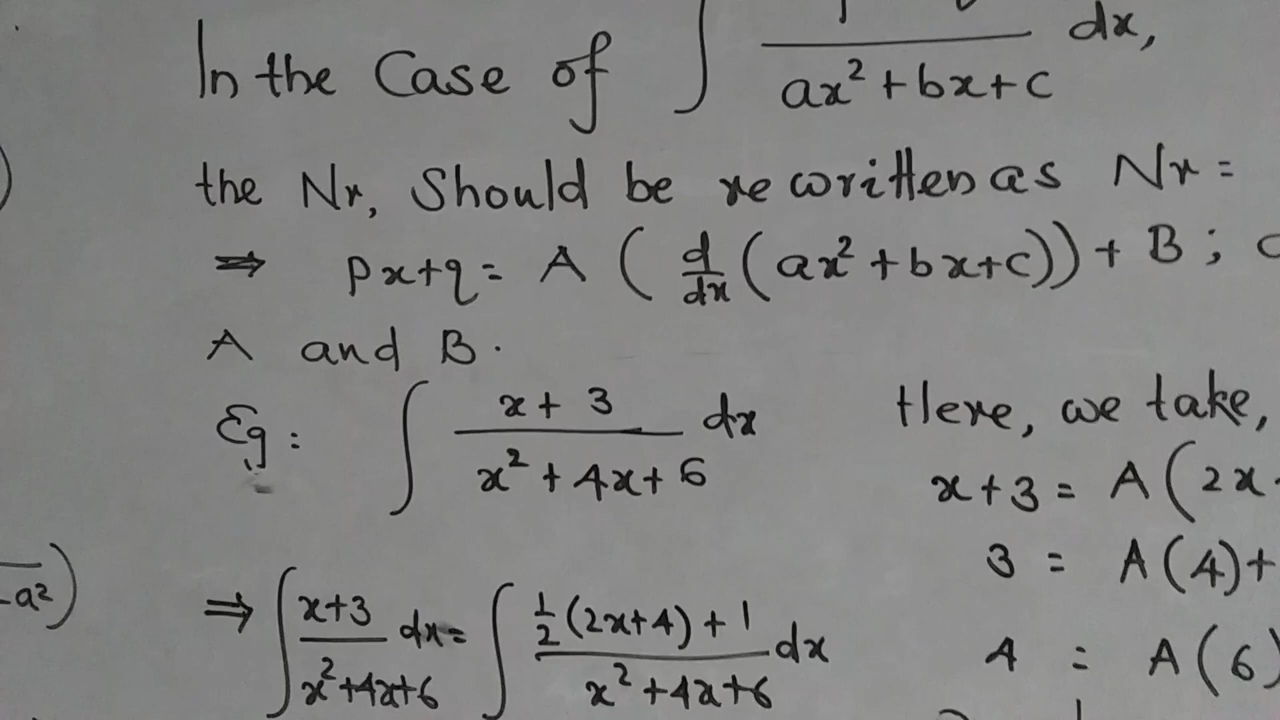 In the Case of ∫ ――― dx,
ax² + bx + c
the Nr, Should be rewritten as Nr =
⇒ px+q = A ( d/dx (ax² + bx + c)) + B ;
A and B.
Eg: ∫ (x + 3)/(x² + 4x + 6) dx
Here, we take,
x + 3 = A(2x
3 = A(4)+
4 = A(6)
-a²)
⇒ ∫ (x+3)/(x²+4x+6) dx = ∫ (½(2x+4) + 1)/(x²+4x+6) dx